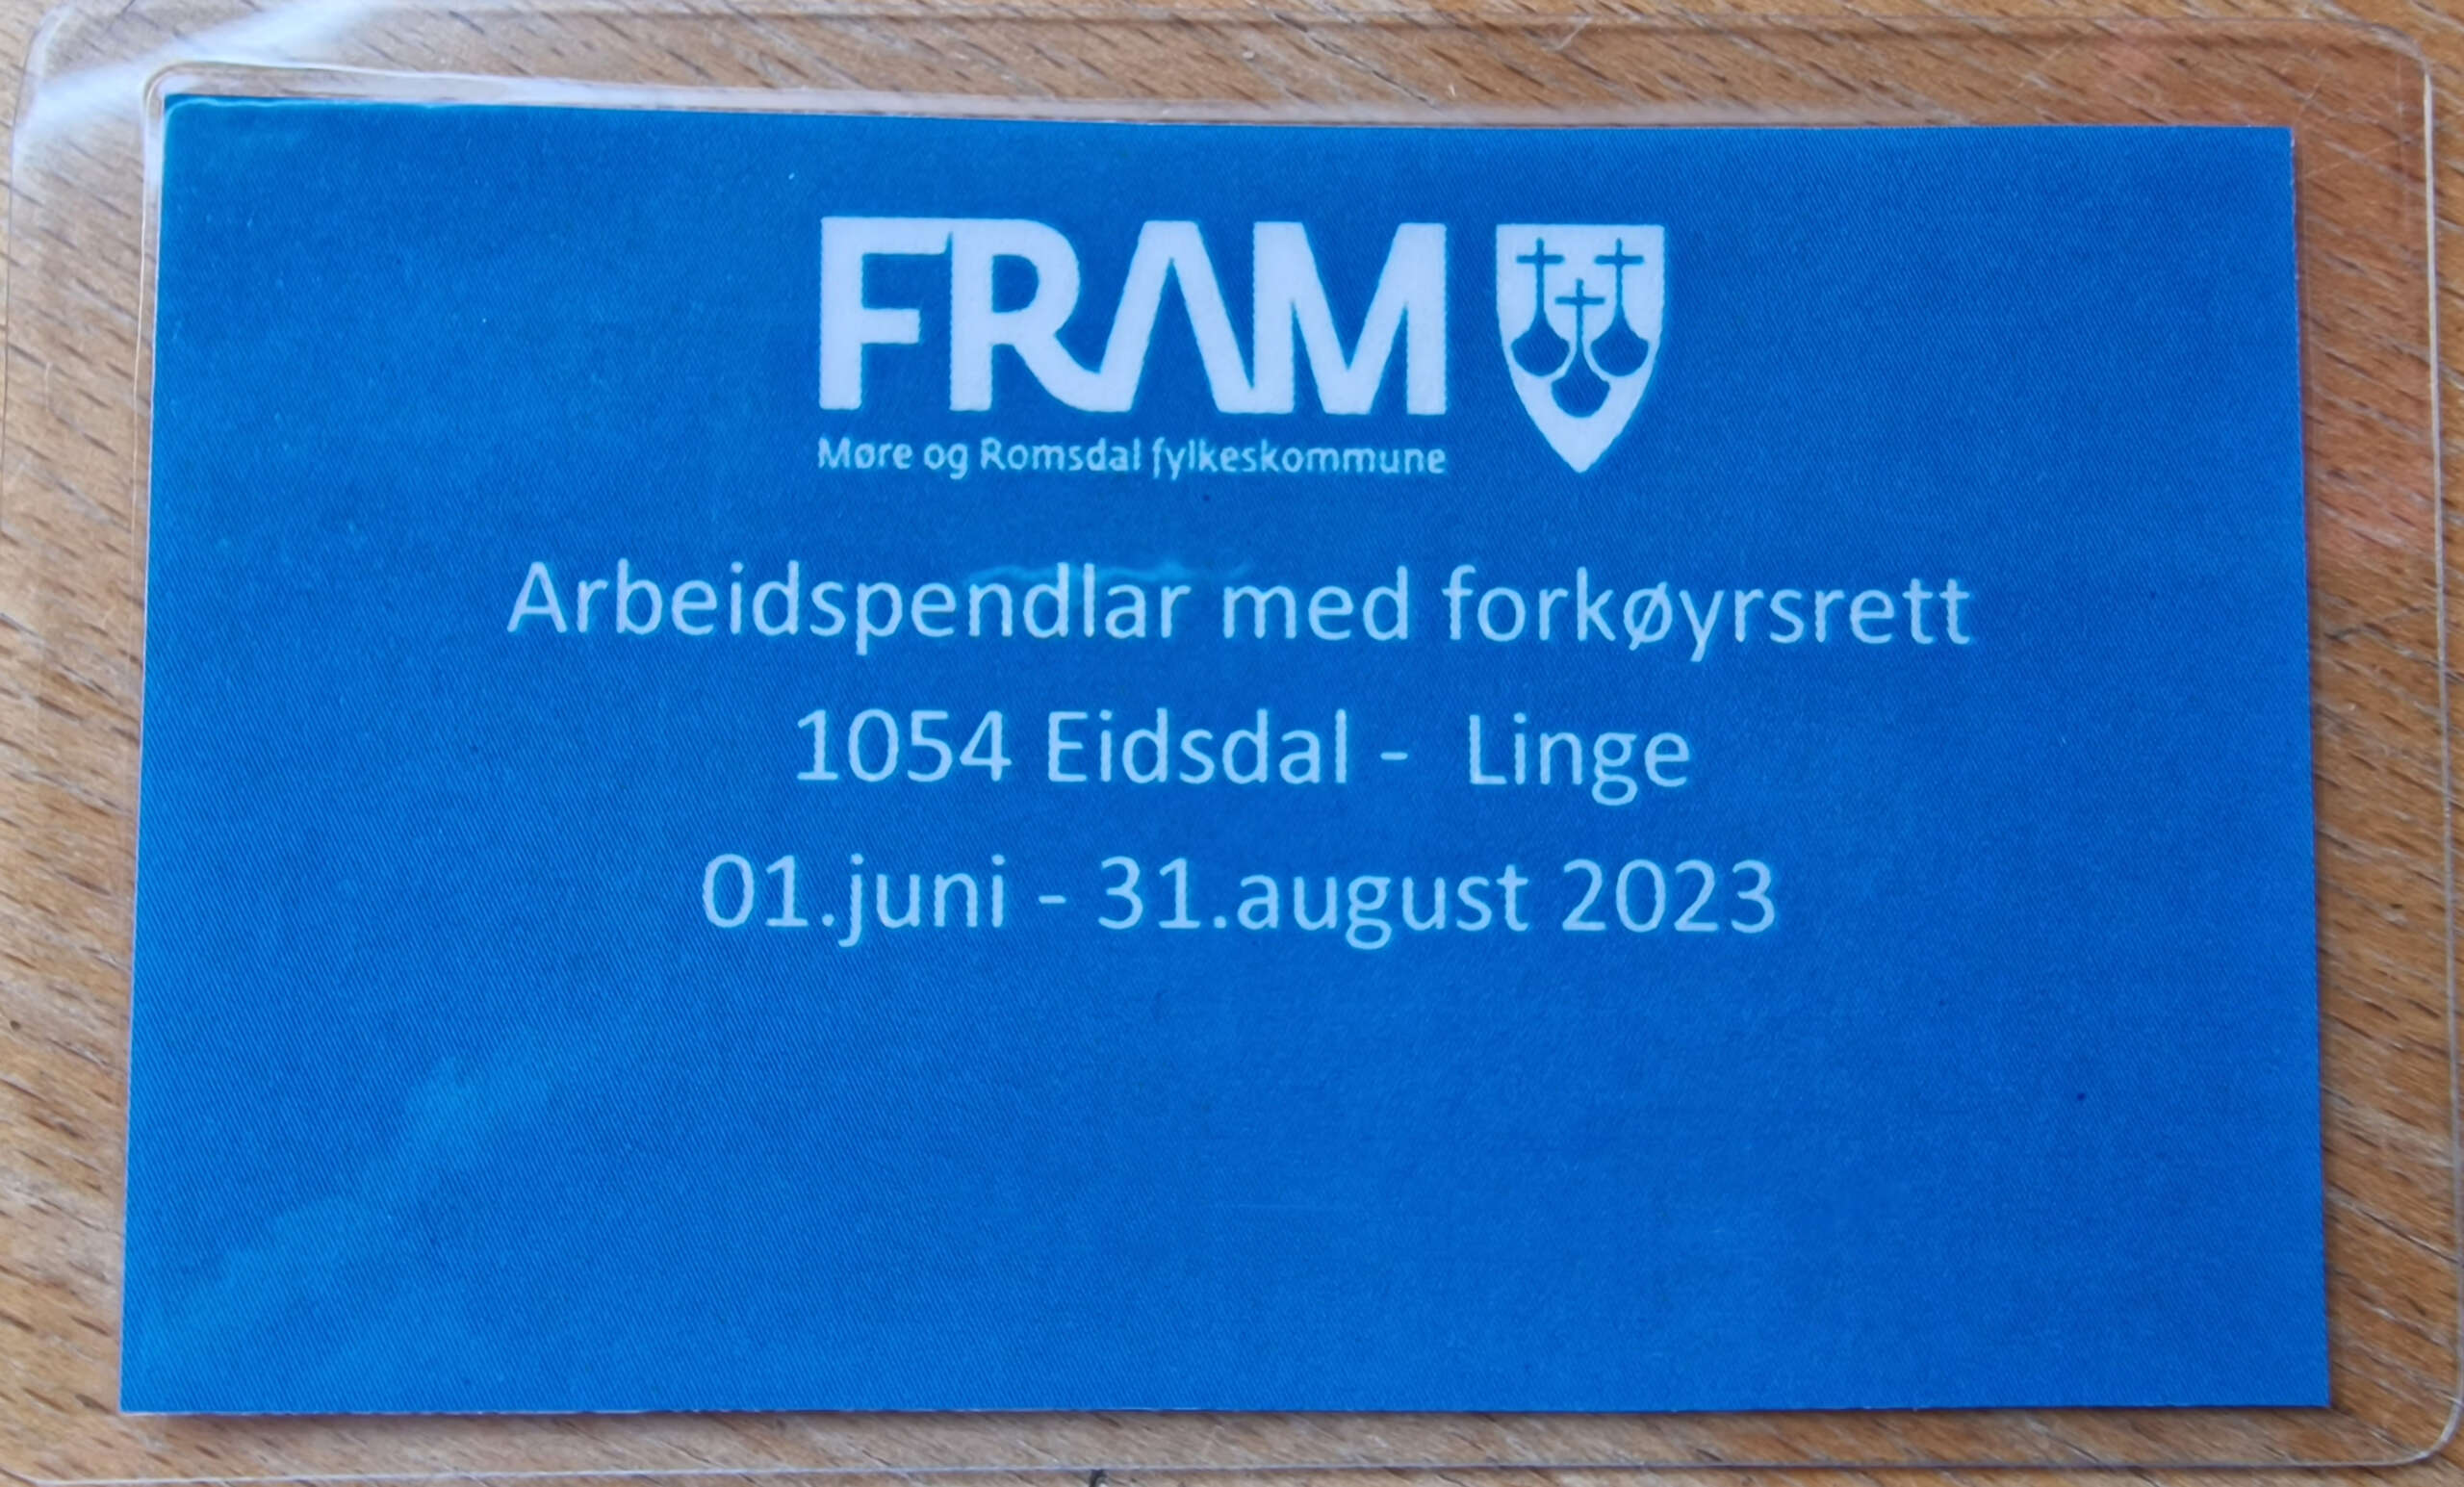 FRAM
Møre og Romsdal fylkeskommune
Arbeidspendlar med forkøyrsrett
1054 Eidsdal - Linge
01.juni - 31.august 2023